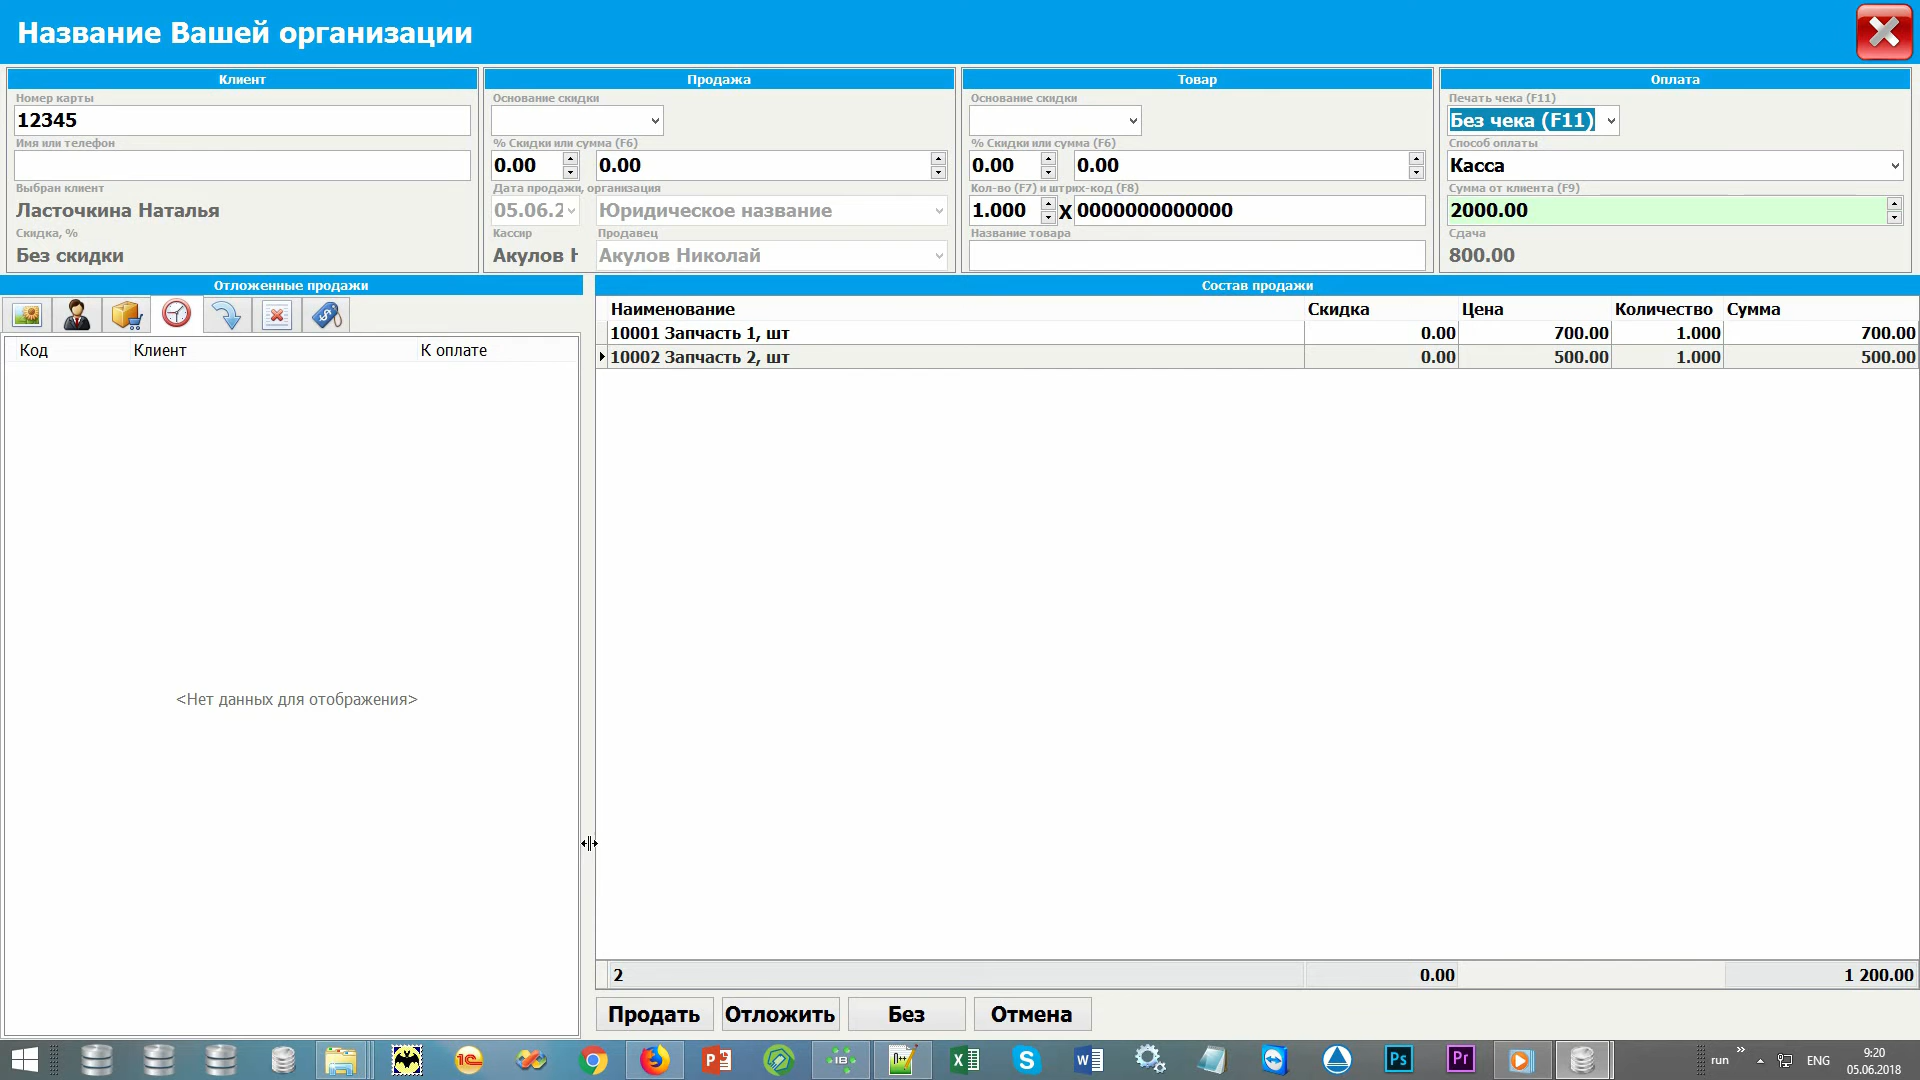 Название Вашей организации
Клиент
Номер карты
12345
Имя или телефон
Выбран клиент
Ласточкина Наталья
Скидка, %
Без скидки
Продажа
Основание скидки
% Скидки или сумма (F6)
0.00 0.00
Дата продажи, организация
05.06.2 Юридическое название
Кассир Продавец
Акулов Н Акулов Николай
Товар
Основание скидки
% Скидки или сумма (F6)
0.00 0.00
Кол-во (F7) и штрих-код (F8)
1.000 X 0000000000000
Название товара
Оплата
Печать чека (F11)
Без чека (F11)
Способ оплаты
Касса
Сумма от клиента (F9)
2000.00
Сдача
800.00
Отложенные продажи
Код Клиент К оплате
<Нет данных для отображения>
Состав продажи
Наименование Скидка Цена Количество Сумма
10001 Запчасть 1, шт 0.00 700.00 1.000 700.00
10002 Запчасть 2, шт 0.00 500.00 1.000 500.00
2 0.00 1 200.00
Продать Отложить Без Отмена
run » ENG 9:20
05.06.2018